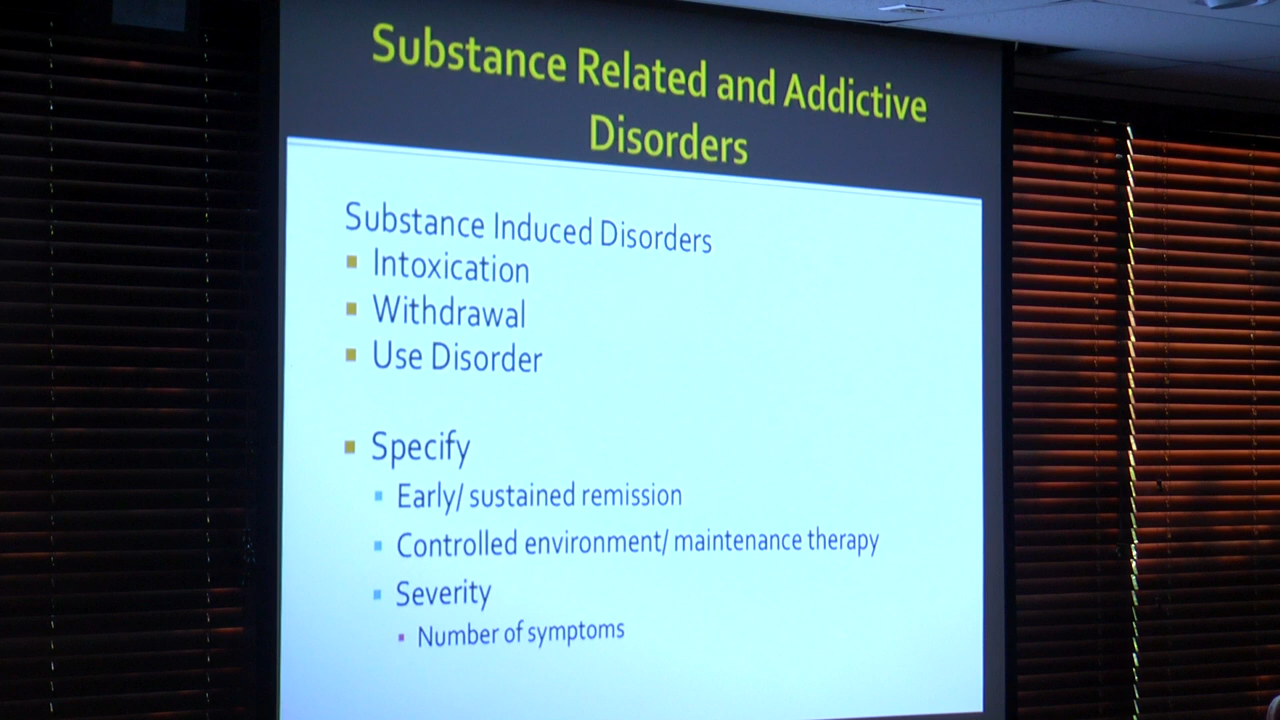 Substance Related and Addictive
Disorders
Substance Induced Disorders
Intoxication
Withdrawal
Use Disorder
Specify
Early/ sustained remission
Controlled environment/ maintenance therapy
Severity
Number of symptoms